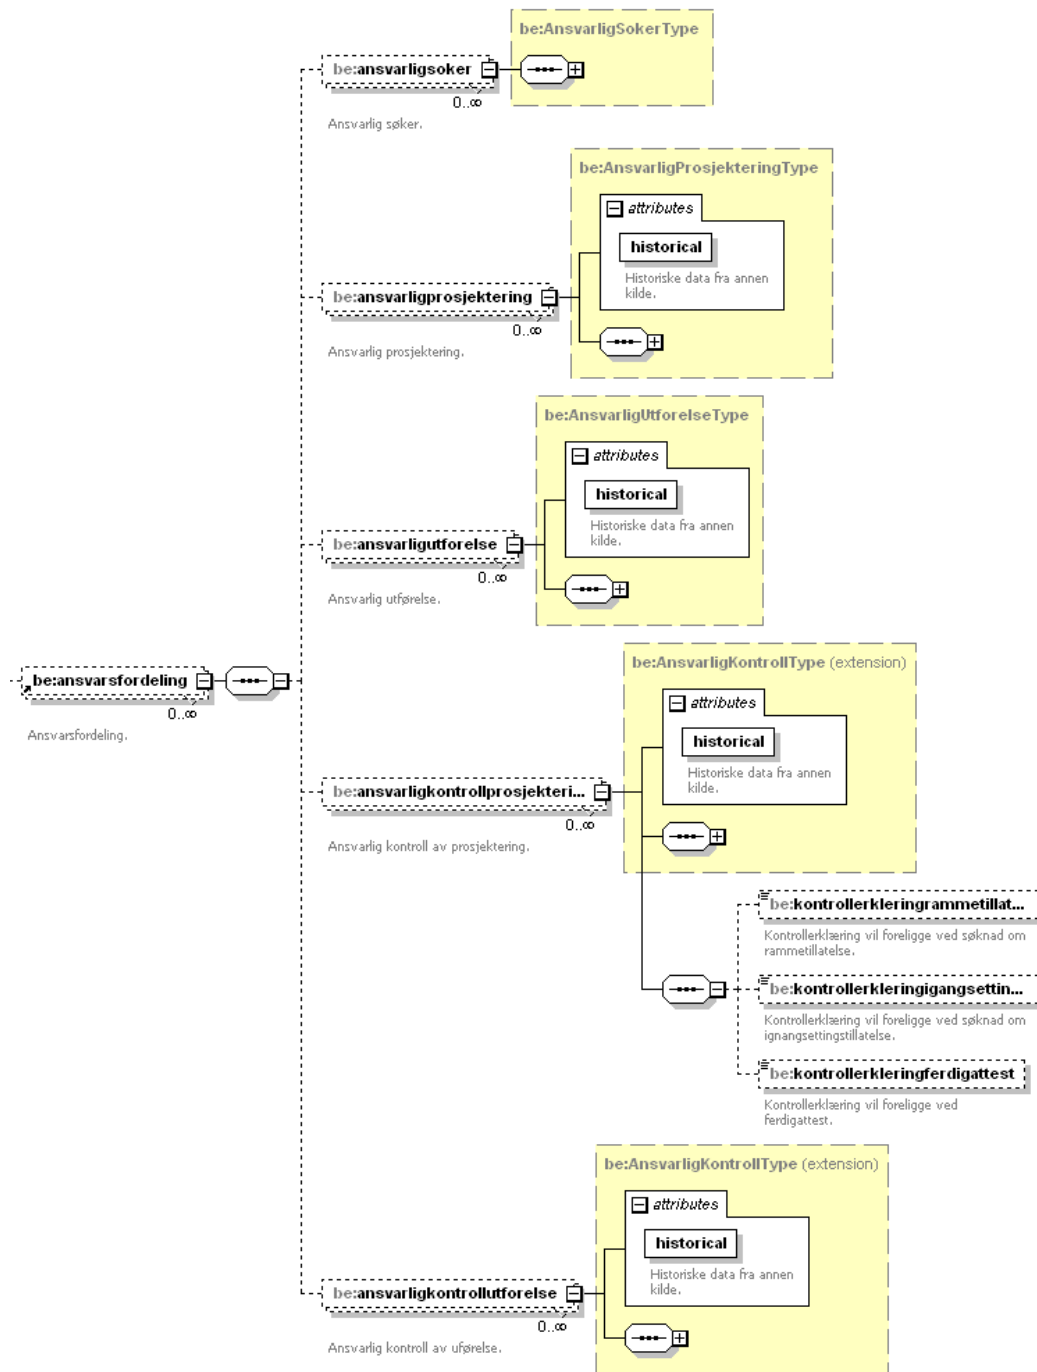 be:AnsvarligSokerType
be:ansvarligsoker
0..∞
Ansvarlig søker.
be:AnsvarligProsjekteringType
attributes
historical
Historiske data fra annen
kilde.
be:ansvarligprosjektering
0..∞
Ansvarlig prosjektering.
be:AnsvarligUtforelseType
attributes
historical
Historiske data fra annen
kilde.
be:ansvarligutforelse
0..∞
Ansvarlig utførelse.
be:ansvarsfordeling
0..∞
Ansvarsfordeling.
be:AnsvarligKontrollType (extension)
attributes
historical
Historiske data fra annen
kilde.
be:ansvarligkontrollprosjekteri...
0..∞
Ansvarlig kontroll av prosjektering.
be:kontrollerkleringrammetillat...
Kontrollerklæring vil foreligge ved søknad om
rammetillatelse.
be:kontrollerkleringigangsettin...
Kontrollerklæring vil foreligge ved søknad om
ignangsettingstillatelse.
be:kontrollerkleringferdigattest
Kontrollerklæring vil foreligge ved
ferdigattest.
be:AnsvarligKontrollType (extension)
attributes
historical
Historiske data fra annen
kilde.
be:ansvarligkontrollutforelse
0..∞
Ansvarlig kontroll av uførelse.